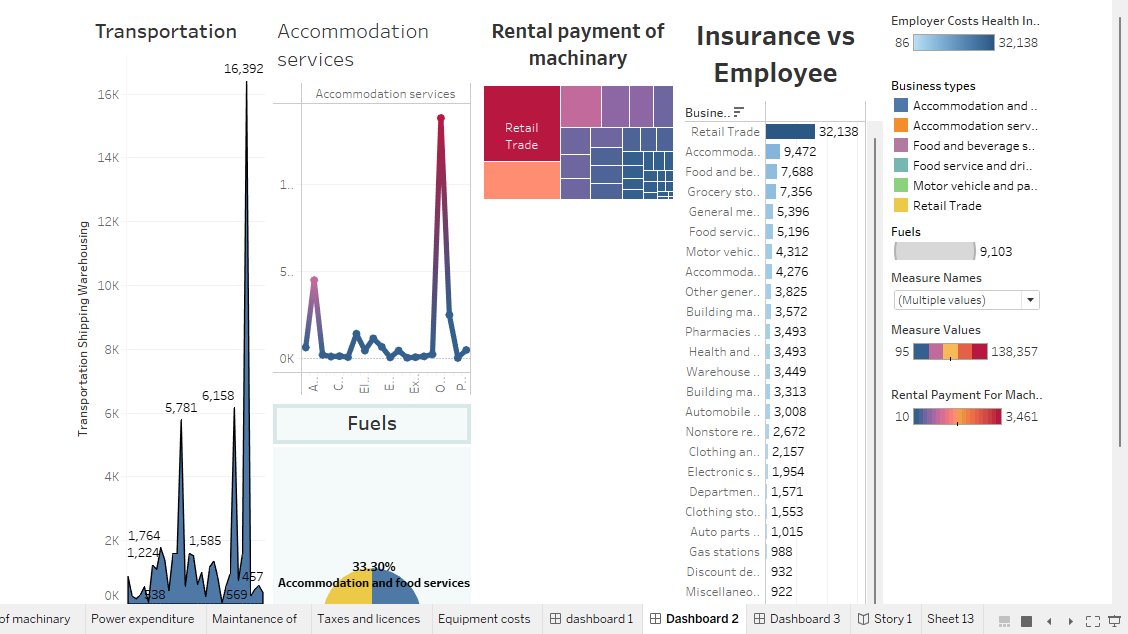 Transportation
16,392
16K
14K
12K
10K
8K
6K
4K
2K
0K
Transportation Shipping Warehousing
5,781
6,158
1,764
1,224
1,585
538
569
457
Accommodation
services
Accommodation services
1..
5..
0K
A..
C..
El..
E..
Ex..
O..
P..
Fuels
33.30%
Accommodation and food services
Rental payment of
machinary
Retail
Trade
Insurance vs
Employee
Busine..
Retail Trade 32,138
Accommoda.. 9,472
Food and be.. 7,688
Grocery sto.. 7,356
General me.. 5,396
Food servic.. 5,196
Motor vehic.. 4,312
Accommoda.. 4,276
Other gener.. 3,825
Building ma.. 3,572
Pharmacies .. 3,493
Health and .. 3,493
Warehouse .. 3,449
Building ma.. 3,313
Automobile .. 3,008
Nonstore re.. 2,672
Clothing an.. 2,157
Electronic s.. 1,954
Departmen.. 1,571
Clothing sto.. 1,553
Auto parts .. 1,015
Gas stations 988
Discount de.. 932
Miscellaneo.. 922
Employer Costs Health In..
86 32,138
Business types
Accommodation and ..
Accommodation serv..
Food and beverage s..
Food service and dri..
Motor vehicle and pa..
Retail Trade
Fuels
9,103
Measure Names
(Multiple values)
Measure Values
95 138,357
Rental Payment For Mach..
10 3,461
of machinary Power expenditure Maintanence of Taxes and licences Equipment costs dashboard 1 Dashboard 2 Dashboard 3 Story 1 Sheet 13